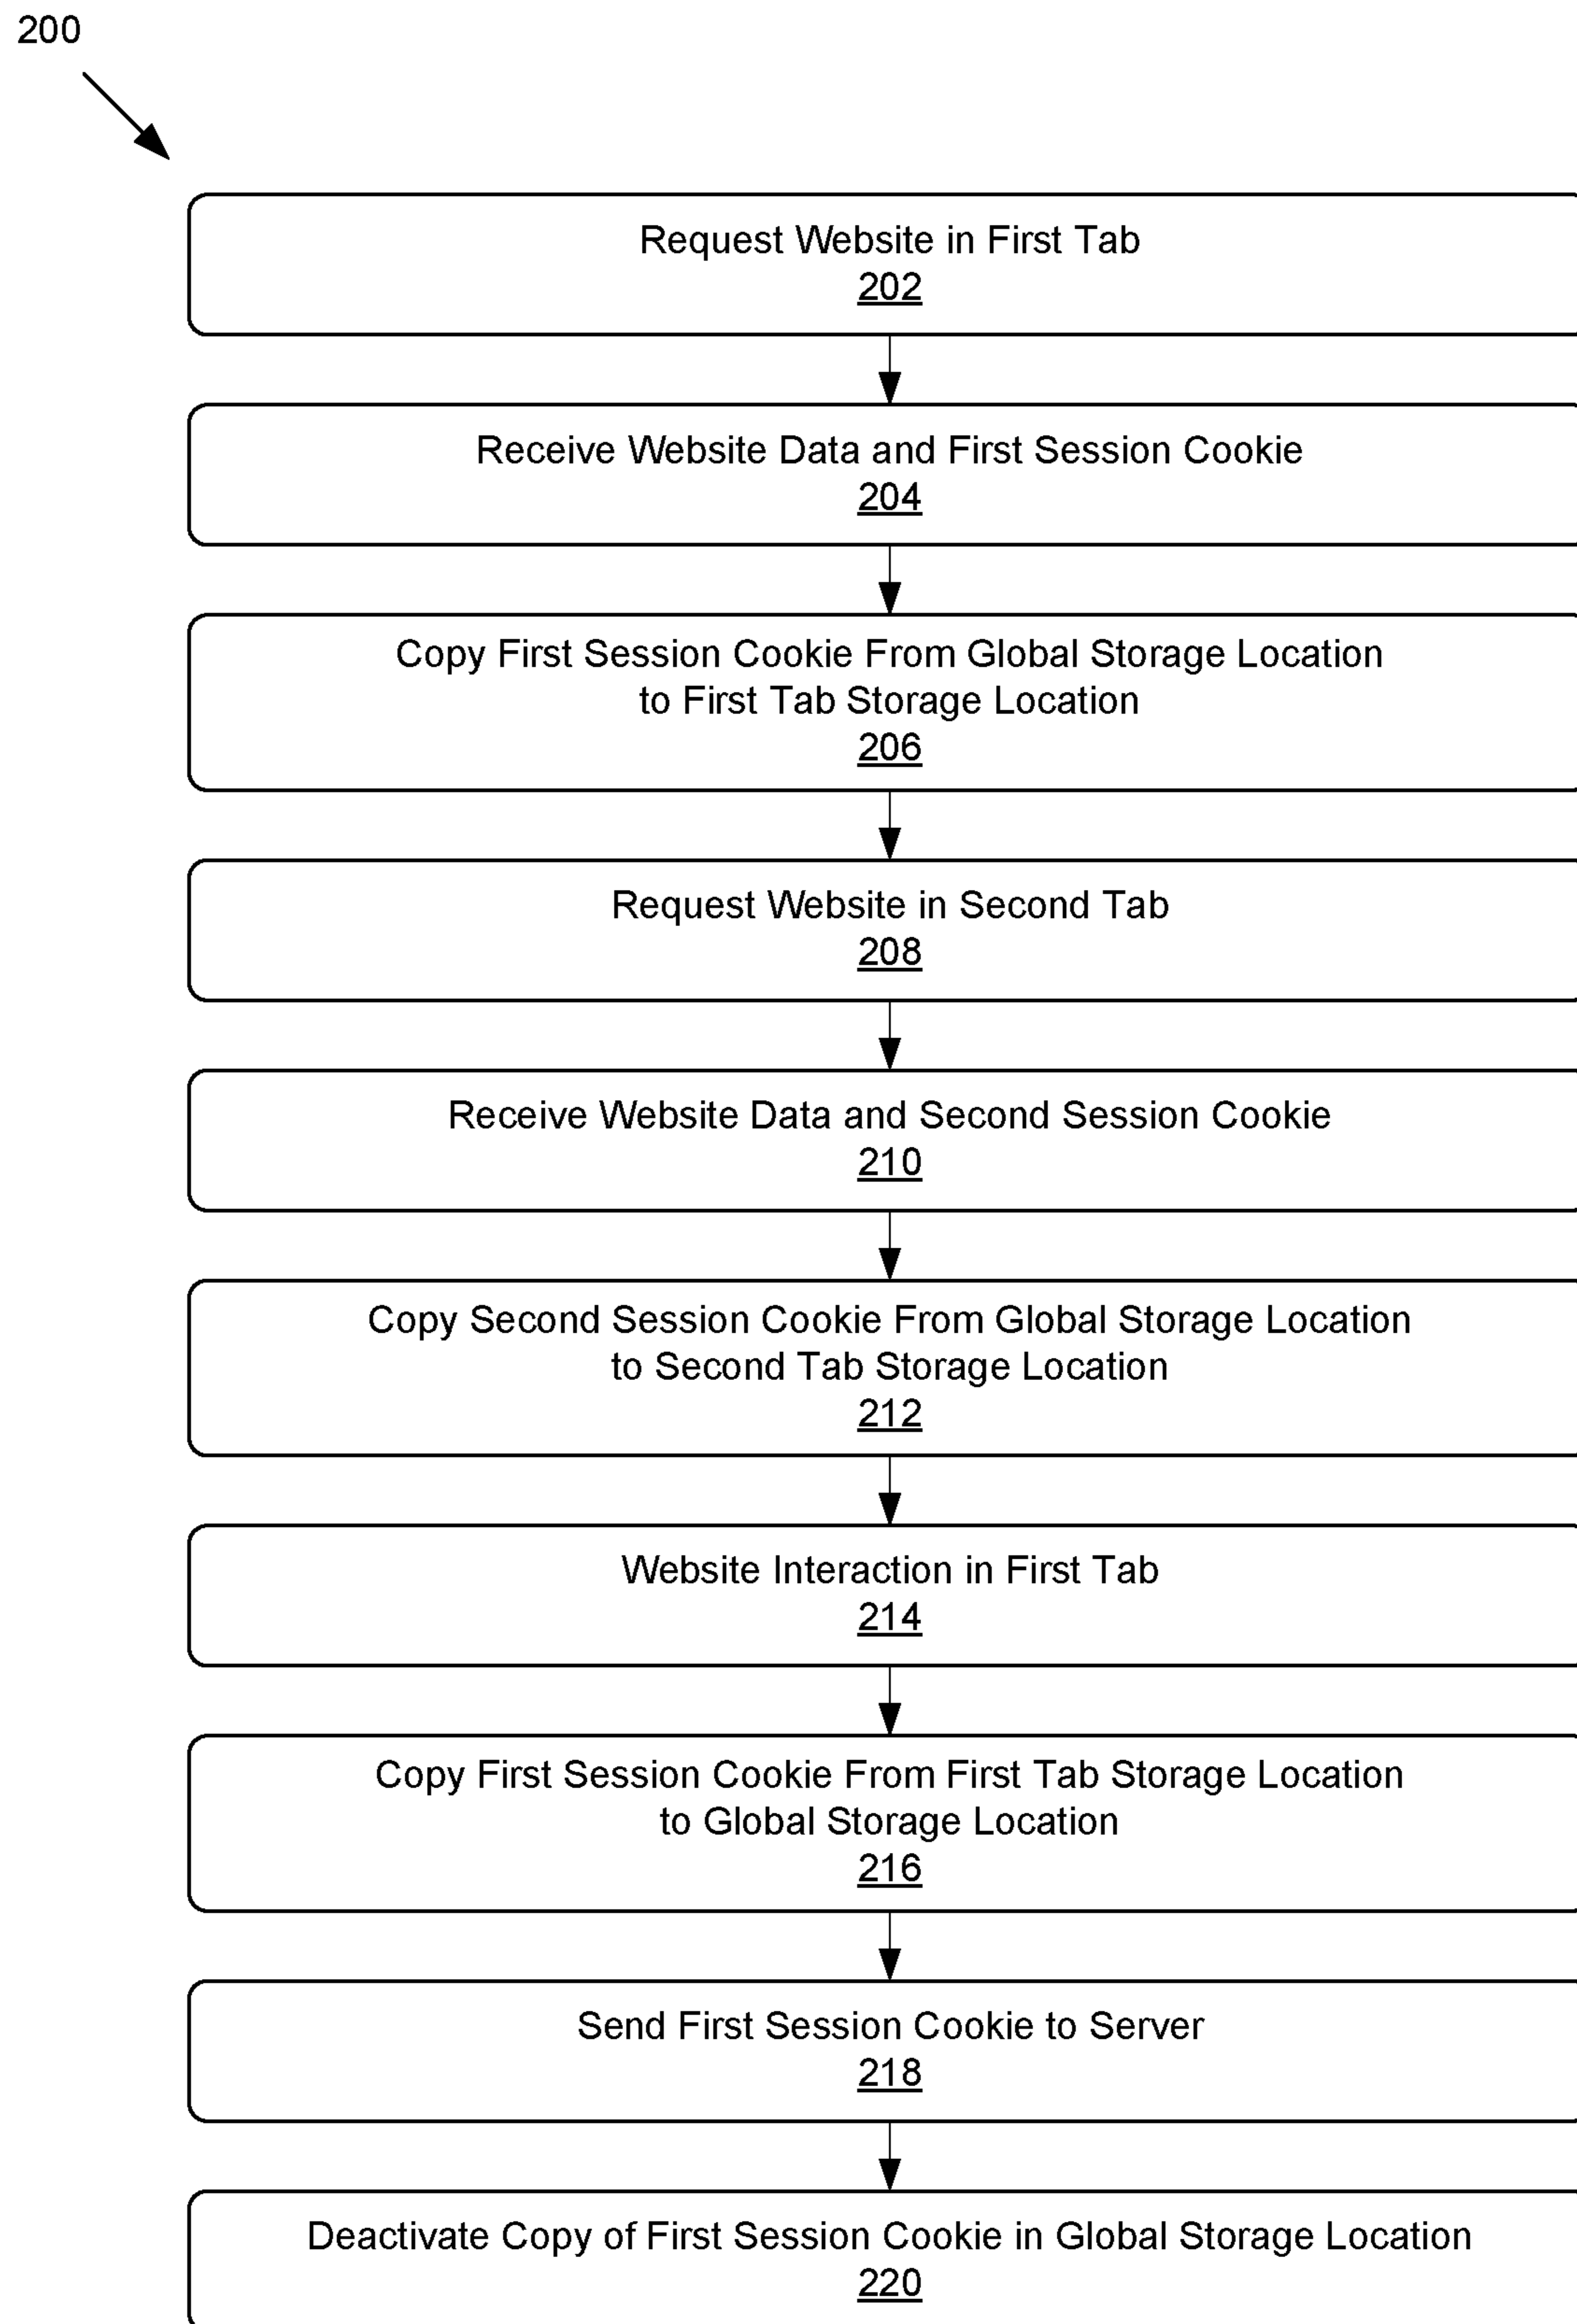 200
Request Website in First Tab
202
Receive Website Data and First Session Cookie
204
Copy First Session Cookie From Global Storage Location
to First Tab Storage Location
206
Request Website in Second Tab
208
Receive Website Data and Second Session Cookie
210
Copy Second Session Cookie From Global Storage Location
to Second Tab Storage Location
212
Website Interaction in First Tab
214
Copy First Session Cookie From First Tab Storage Location
to Global Storage Location
216
Send First Session Cookie to Server
218
Deactivate Copy of First Session Cookie in Global Storage Location
220